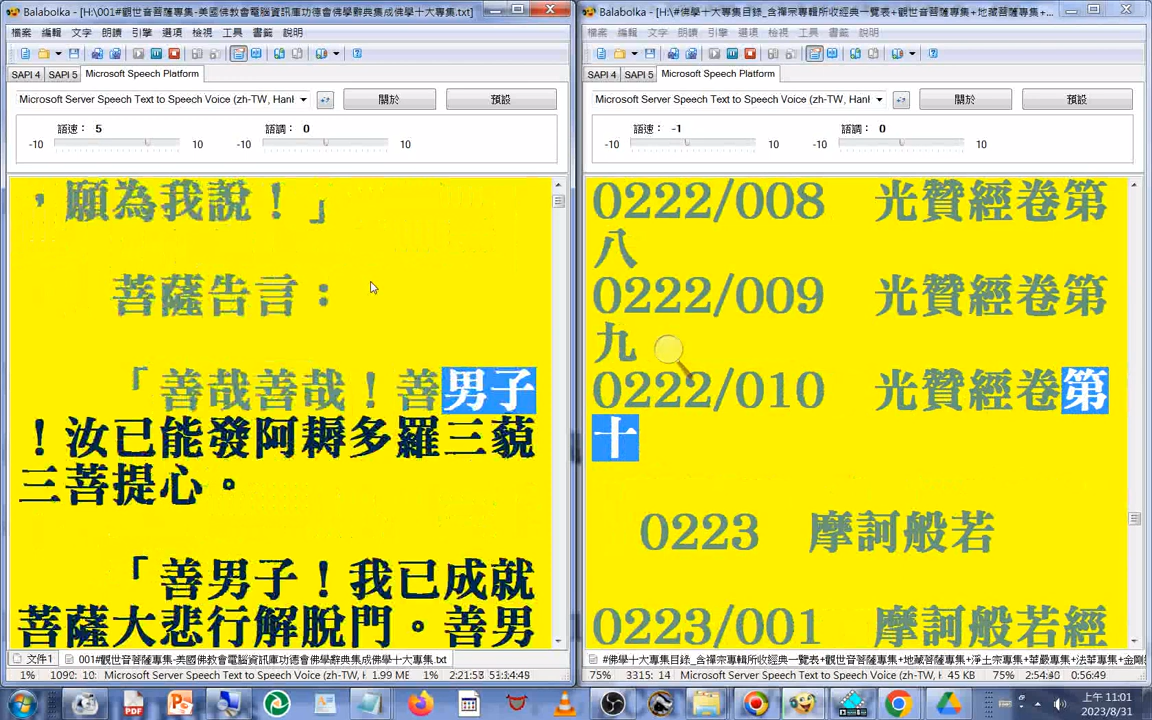 Balabolka - [H:\001#觀世音菩薩專集-美國佛教會電腦資訊庫功德會佛學辭典集成佛學十大專集.txt]
檔案 編輯 文字 朗讀 引擎 選項 檢視 工具 書籤 說明
SAPI 4 SAPI 5 Microsoft Speech Platform
Microsoft Server Speech Text to Speech Voice (zh-TW, Hanl 關於 預設
語速： 5 語調： 0
-10 10 -10 10
，願為我說！」
菩薩告言：
「善哉善哉！善男子
！汝已能發阿耨多羅三藐
三菩提心。
「善男子！我已成就
菩薩大悲行解脫門。善男
文件1 001#觀世音菩薩專集-美國佛教會電腦資訊庫功德會佛學辭典集成佛學十大專集.txt
1% 1090: 10: Microsoft Server Speech Text to Speech Voice (zh-TW, H 1.99 MB 1% 2:21:53
Balabolka - [H:\#佛學十大專集目錄_含禪宗專輯所收經典一覽表+觀世音菩薩專集+地藏菩薩專集+...
檔案 編輯 文字 朗讀 引擎 選項 檢視 工具 書籤 說明
SAPI 4 SAPI 5 Microsoft Speech Platform
Microsoft Server Speech Text to Speech Voice (zh-TW, Hanl 關於 預設
語速： -1 語調： 0
-10 10 -10 10
0222/008 光贊經卷第
八
0222/009 光贊經卷第
九
0222/010 光贊經卷第
十
0223 摩訶般若
0223/001 摩訶般若經
#佛學十大專集目錄_含禪宗專輯所收經典一覽表+觀世音菩薩專集+地藏菩薩專集+淨土宗專集+華嚴專集+法華專集+金剛
75% 3315: 14: Microsoft Server Speech Text to Speech Voice (zh-TW, H 45 KB 75% 2:54:40 0:56:49
上午 11:01
2023/8/31